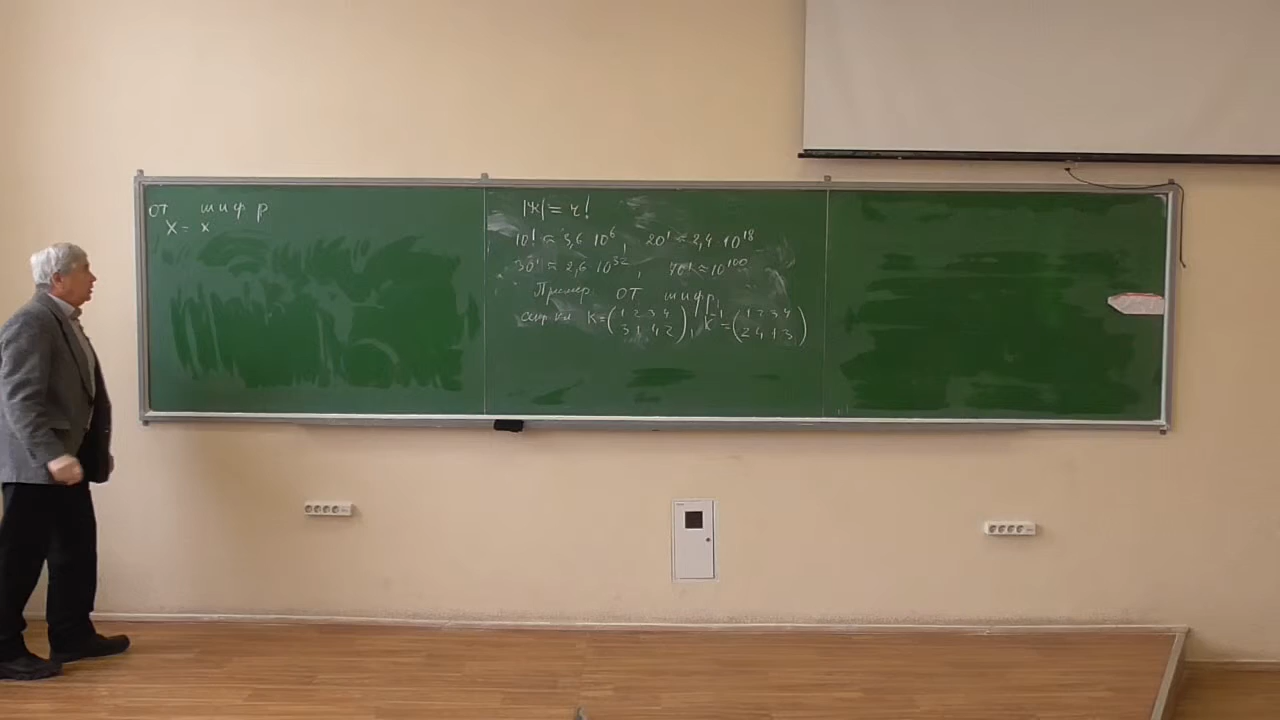 ОТ шифр
X = x
|Ж| = r!
10! ≈ 3,6·10⁶, 20! ≈ 2,4·10¹⁸
30! ≈ 2,6·10³², 70! ≈ 10¹⁰⁰
Пример: ОТ шифр,
K = (1 2 3 4 / 3 1 4 2), K⁻¹ = (1 2 3 4 / 2 4 1 3)